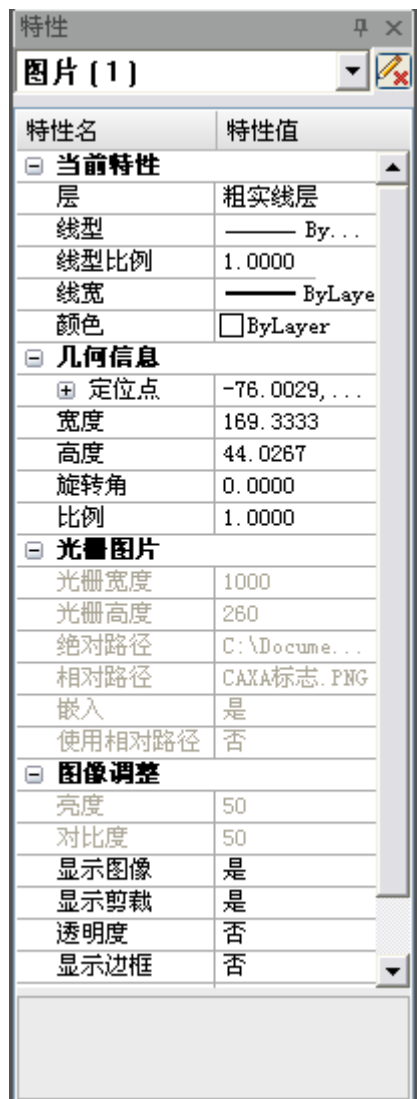 特性
图片 (1)
特性名 特性值
当前特性
层 粗实线层
线型 By...
线型比例 1.0000
线宽 ByLaye
颜色 ByLayer
几何信息
定位点 -76.0029,...
宽度 169.3333
高度 44.0267
旋转角 0.0000
比例 1.0000
光栅图片
光栅宽度 1000
光栅高度 260
绝对路径 C:\Docume...
相对路径 CAXA标志.PNG
嵌入 是
使用相对路径 否
图像调整
亮度 50
对比度 50
显示图像 是
显示剪裁 是
透明度 否
显示边框 否